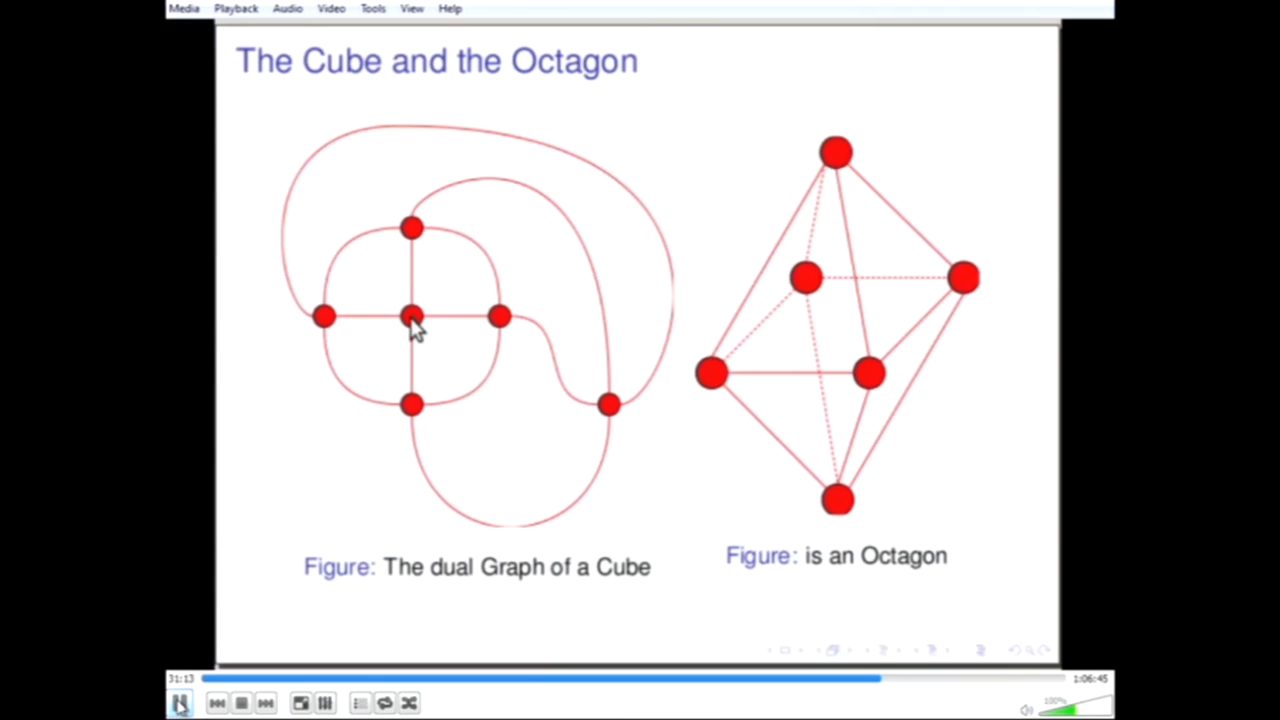 Media Playback Audio Video Tools View Help
The Cube and the Octagon
Figure: The dual Graph of a Cube
Figure: is an Octagon
31:13
1:06:45
100%